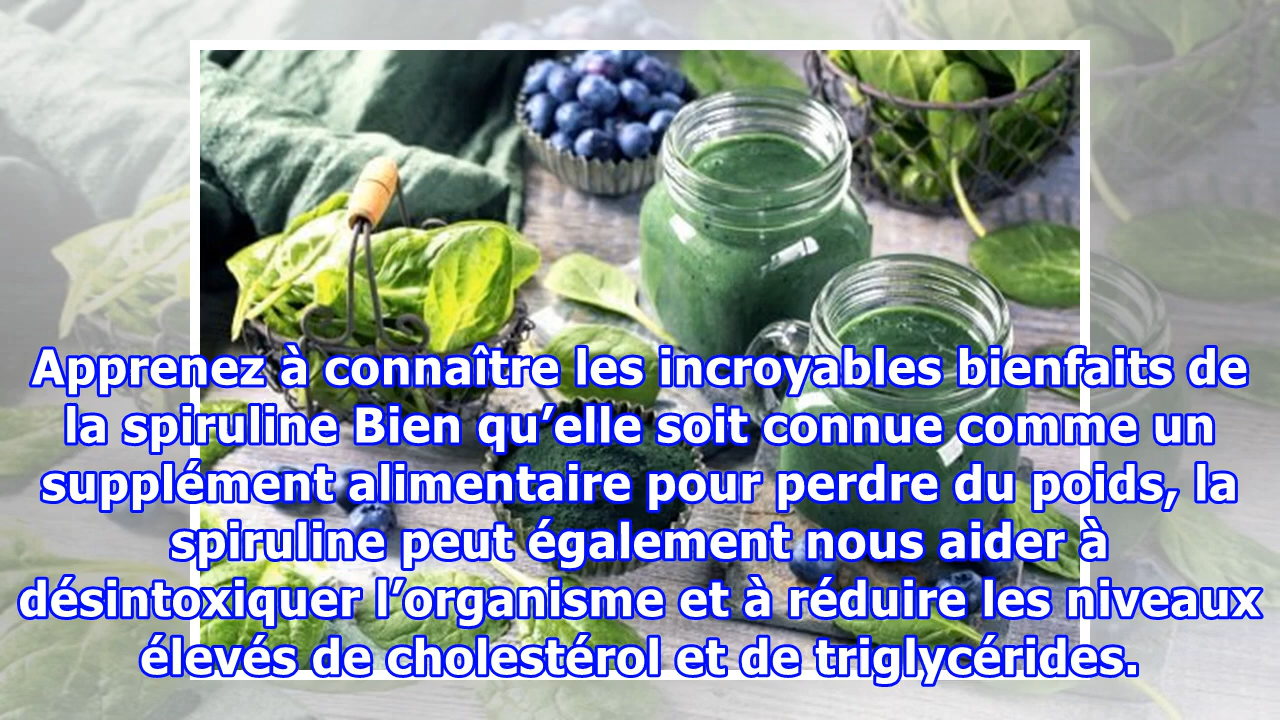 Apprenez à connaître les incroyables bienfaits de
la spiruline Bien qu’elle soit connue comme un
supplément alimentaire pour perdre du poids, la
spiruline peut également nous aider à
désintoxiquer l’organisme et à réduire les niveaux
élevés de cholestérol et de triglycérides.